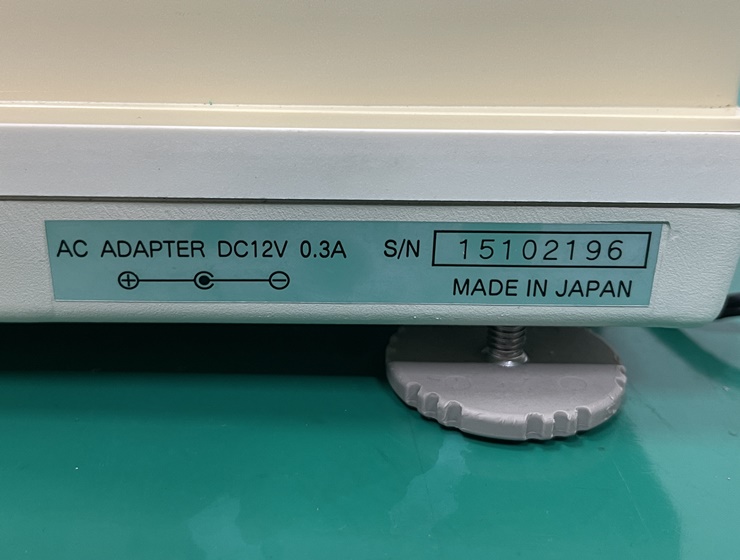 AC ADAPTER DC12V 0.3A S/N 15102196
MADE IN JAPAN